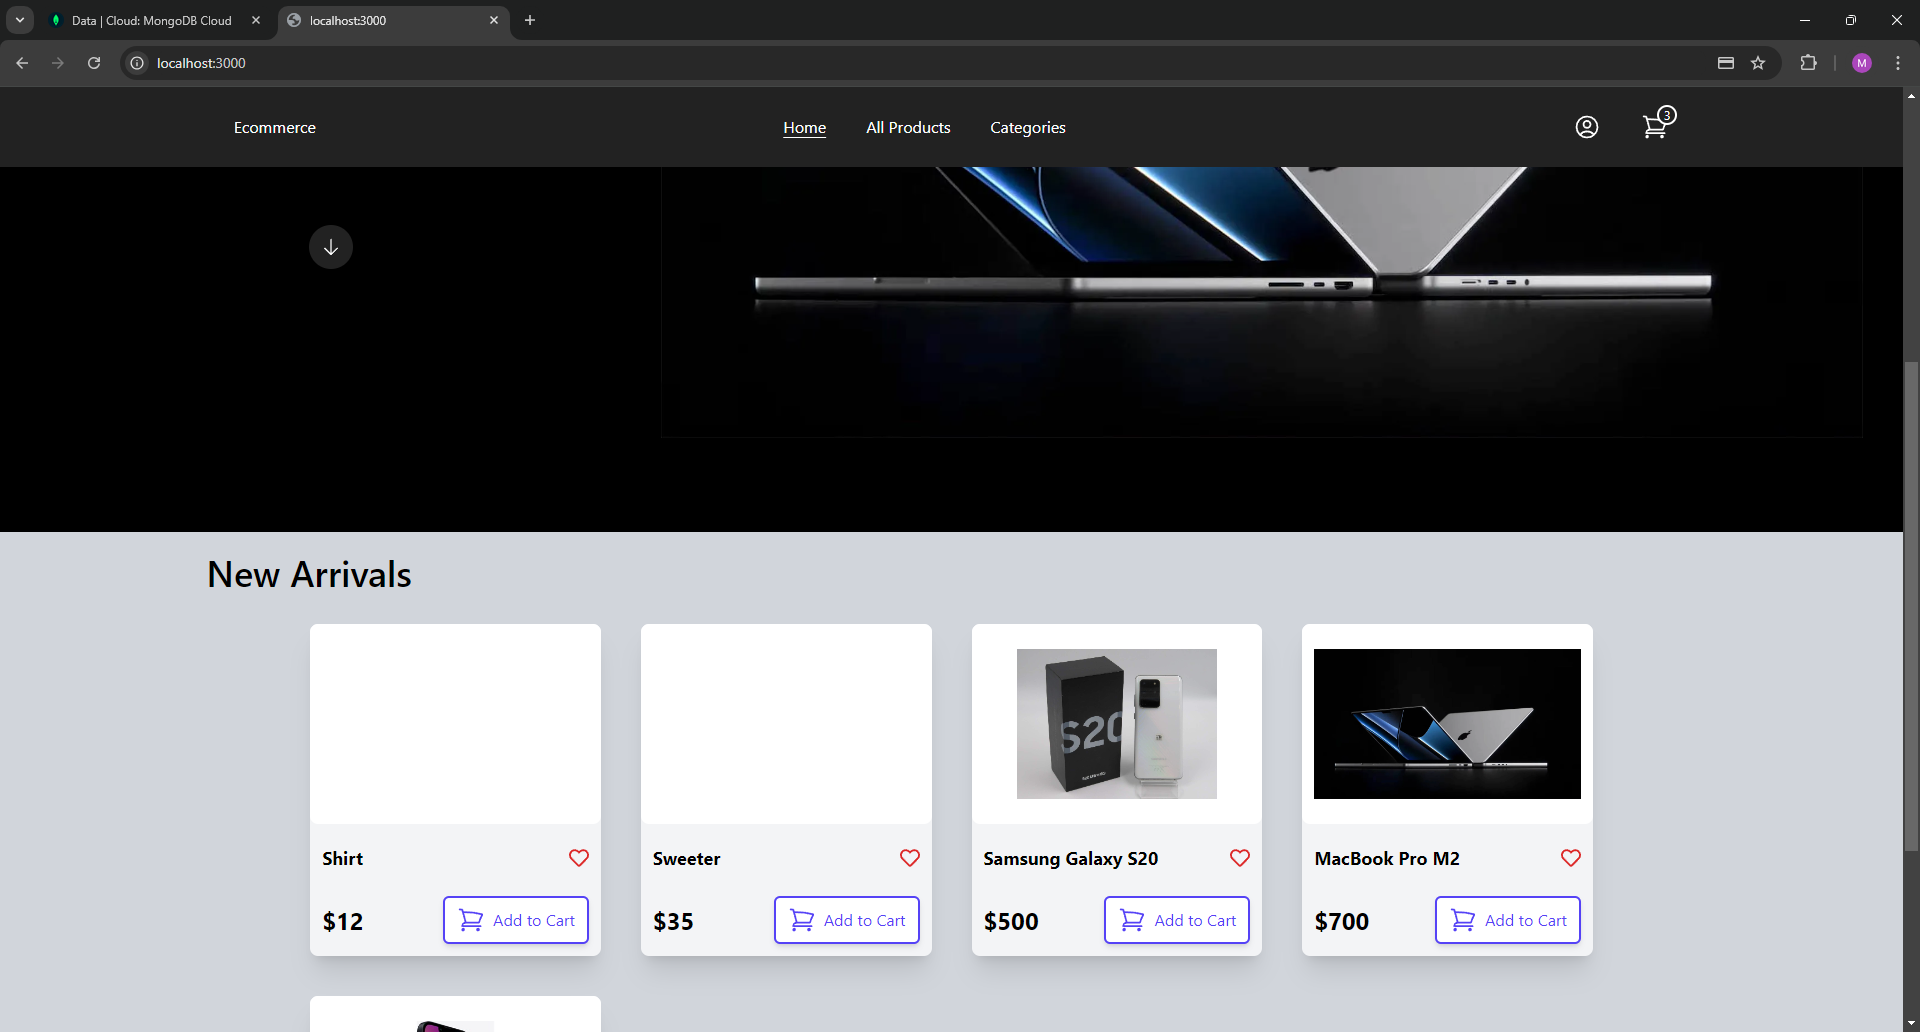 Data | Cloud: MongoDB Cloud
localhost:3000
localhost:3000
M
Ecommerce
Home
All Products
Categories
3
New Arrivals
S20
Shirt
Sweeter
Samsung Galaxy S20
MacBook Pro M2
$12
Add to Cart
$35
Add to Cart
$500
Add to Cart
$700
Add to Cart